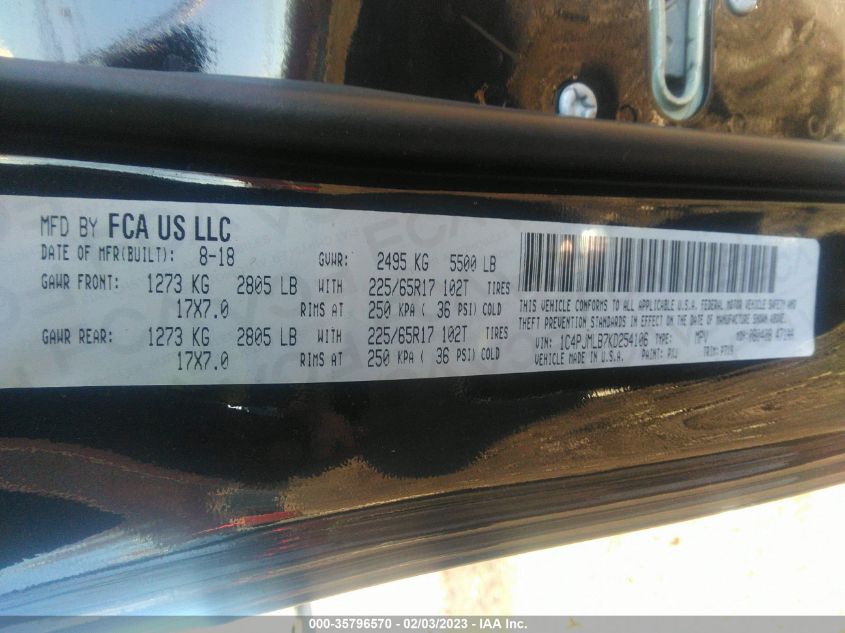 MFD BY FCA US LLC
DATE OF MFR(BUILT): 8-18 GVWR: 2495 KG 5500 LB
GAWR FRONT: 1273 KG 2805 LB WITH 225/65R17 102T TIRES
17X7.0 RIMS AT 250 KPA ( 36 PSI) COLD
GAWR REAR: 1273 KG 2805 LB WITH 225/65R17 102T TIRES
17X7.0 RIMS AT 250 KPA ( 36 PSI) COLD
THIS VEHICLE CONFORMS TO ALL APPLICABLE U.S.A. FEDERAL MOTOR VEHICLE SAFETY AND
THEFT PREVENTION STANDARDS IN EFFECT ON THE DATE OF MANUFACTURE SHOWN ABOVE.
VIN: 1C4PJMLB7KD254106 TYPE: MPV
VEHICLE MADE IN U.S.A. PAINT: PXJ TRIM:
000-35796570 — 02/03/2023 — IAA Inc.